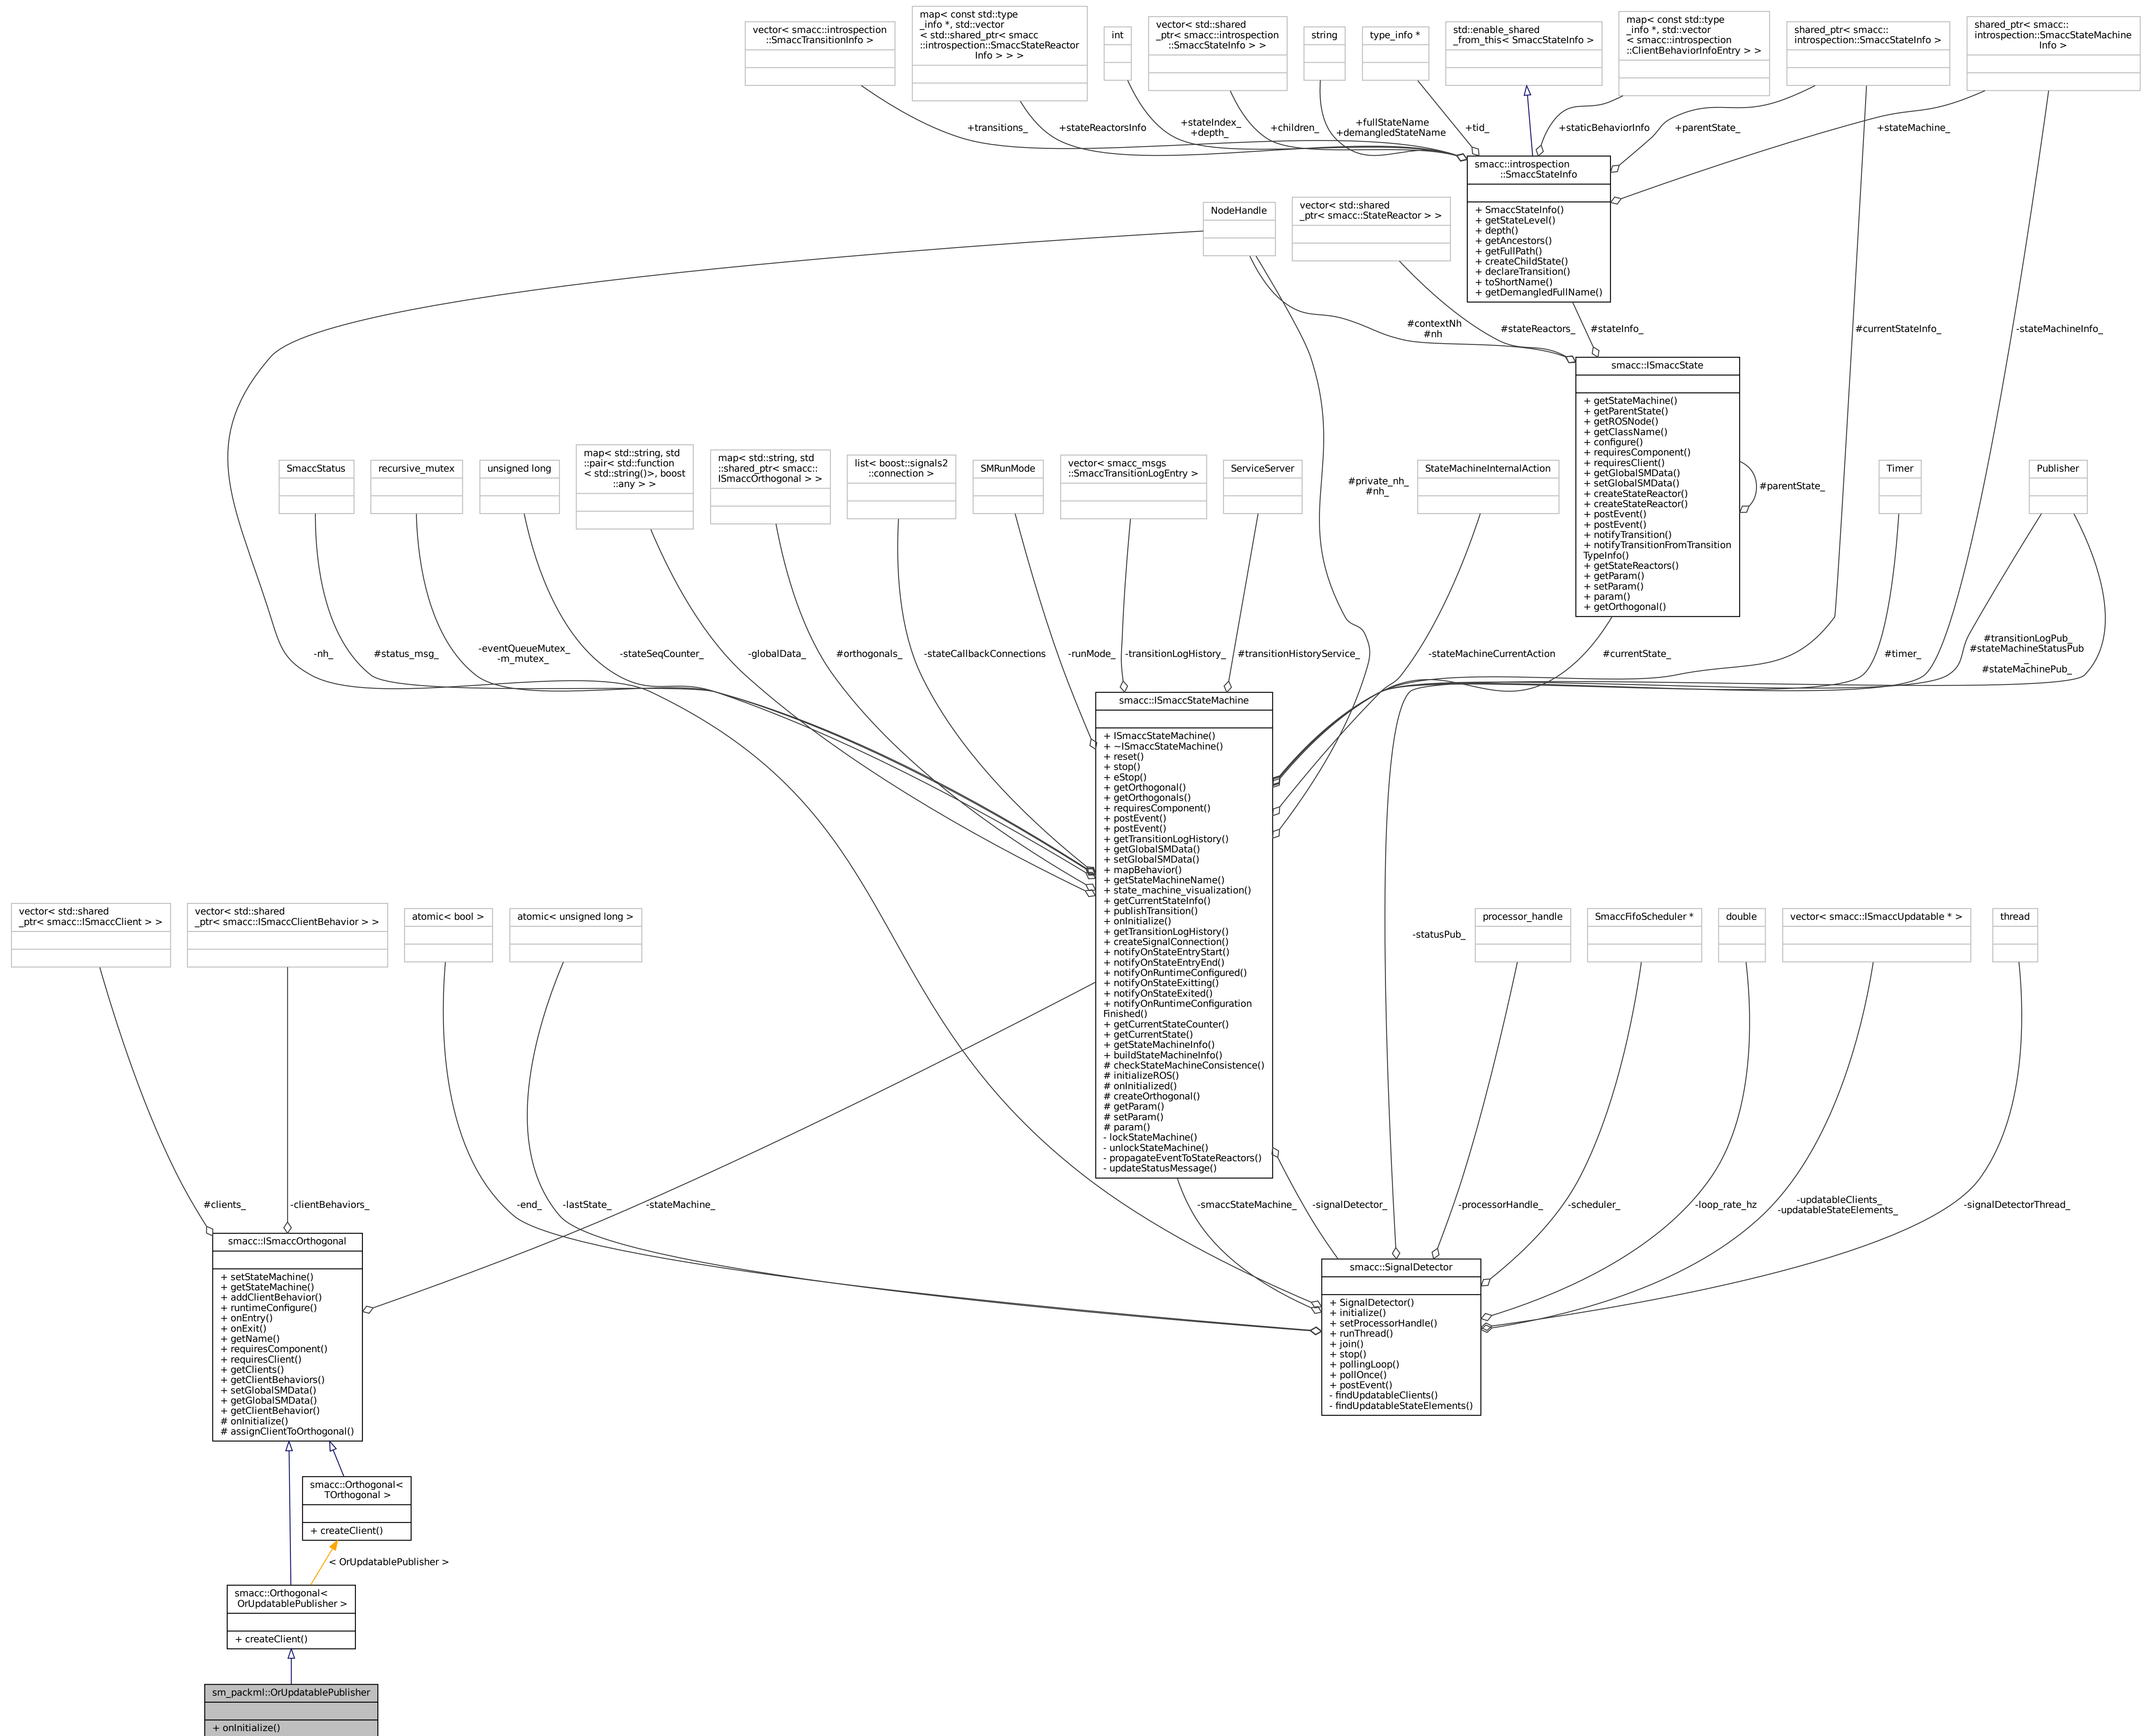 vector< smacc::introspection
::SmaccTransitionInfo >
map< const std::type
_info *, std::vector
< std::shared_ptr< smacc
::introspection::SmaccStateReactor
Info > > >
int
vector< std::shared
_ptr< smacc::introspection
::SmaccStateInfo > >
string
type_info *
std::enable_shared
_from_this< SmaccStateInfo >
map< const std::type
_info *, std::vector
< smacc::introspection
::ClientBehaviorInfoEntry > >
shared_ptr< smacc::
introspection::SmaccStateInfo >
shared_ptr< smacc::
introspection::SmaccStateMachine
Info >
+transitions_
+stateReactorsInfo
+stateIndex_
+depth_
+children_
+fullStateName
+demangledStateName
+tid_
+staticBehaviorInfo
+parentState_
+stateMachine_
smacc::introspection
::SmaccStateInfo
+ SmaccStateInfo()
+ getStateLevel()
+ depth()
+ getAncestors()
+ getFullPath()
+ createChildState()
+ declareTransition()
+ toShortName()
+ getDemangledFullName()
NodeHandle
vector< std::shared
_ptr< smacc::StateReactor > >
#contextNh
#nh
#stateReactors_
#stateInfo_
#currentStateInfo_
-stateMachineInfo_
smacc::ISmaccState
+ getStateMachine()
+ getParentState()
+ getROSNode()
+ getClassName()
+ configure()
+ requiresComponent()
+ requiresClient()
+ getGlobalSMData()
+ setGlobalSMData()
+ createStateReactor()
+ createStateReactor()
+ postEvent()
+ postEvent()
+ notifyTransition()
+ notifyTransitionFromTransition
TypeInfo()
+ getStateReactors()
+ getParam()
+ setParam()
+ param()
+ getOrthogonal()
#parentState_
SmaccStatus
recursive_mutex
unsigned long
map< std::string, std
::pair< std::function
< std::string()>, boost
::any > >
map< std::string, std
::shared_ptr< smacc::
ISmaccOrthogonal > >
list< boost::signals2
::connection >
SMRunMode
vector< smacc_msgs
::SmaccTransitionLogEntry >
ServiceServer
#private_nh_
#nh_
StateMachineInternalAction
Timer
Publisher
-nh_
#status_msg_
-eventQueueMutex_
-m_mutex_
-stateSeqCounter_
-globalData_
#orthogonals_
-stateCallbackConnections
-runMode_
-transitionLogHistory_
#transitionHistoryService_
-stateMachineCurrentAction
#currentState_
#timer_
#transitionLogPub_
#stateMachineStatusPub
_
#stateMachinePub_
smacc::ISmaccStateMachine
+ ISmaccStateMachine()
+ ~ISmaccStateMachine()
+ reset()
+ stop()
+ eStop()
+ getOrthogonal()
+ getOrthogonals()
+ requiresComponent()
+ postEvent()
+ postEvent()
+ getTransitionLogHistory()
+ getGlobalSMData()
+ setGlobalSMData()
+ mapBehavior()
+ getStateMachineName()
+ state_machine_visualization()
+ getCurrentStateInfo()
+ publishTransition()
+ onInitialize()
+ getTransitionLogHistory()
+ createSignalConnection()
+ notifyOnStateEntryStart()
+ notifyOnStateEntryEnd()
+ notifyOnRuntimeConfigured()
+ notifyOnStateExitting()
+ notifyOnStateExited()
+ notifyOnRuntimeConfiguration
Finished()
+ getCurrentStateCounter()
+ getCurrentState()
+ getStateMachineInfo()
+ buildStateMachineInfo()
# checkStateMachineConsistence()
# initializeROS()
# onInitialized()
# createOrthogonal()
# getParam()
# setParam()
# param()
- lockStateMachine()
- unlockStateMachine()
- propagateEventToStateReactors()
- updateStatusMessage()
vector< std::shared
_ptr< smacc::ISmaccClient > >
vector< std::shared
_ptr< smacc::ISmaccClientBehavior > >
atomic< bool >
atomic< unsigned long >
-statusPub_
processor_handle
SmaccFifoScheduler *
double
vector< smacc::ISmaccUpdatable * >
thread
#clients_
-clientBehaviors_
-end_
-lastState_
-stateMachine_
-smaccStateMachine_
-signalDetector_
-processorHandle_
-scheduler_
-loop_rate_hz
-updatableClients_
-updatableStateElements_
-signalDetectorThread_
smacc::ISmaccOrthogonal
+ setStateMachine()
+ getStateMachine()
+ addClientBehavior()
+ runtimeConfigure()
+ onEntry()
+ onExit()
+ getName()
+ requiresComponent()
+ requiresClient()
+ getClients()
+ getClientBehaviors()
+ setGlobalSMData()
+ getGlobalSMData()
+ getClientBehavior()
# onInitialize()
# assignClientToOrthogonal()
smacc::SignalDetector
+ SignalDetector()
+ initialize()
+ setProcessorHandle()
+ runThread()
+ join()
+ stop()
+ pollingLoop()
+ pollOnce()
+ postEvent()
- findUpdatableClients()
- findUpdatableStateElements()
smacc::Orthogonal<
TOrthogonal >
+ createClient()
< OrUpdatablePublisher >
smacc::Orthogonal<
OrUpdatablePublisher >
+ createClient()
sm_packml::OrUpdatablePublisher
+ onInitialize()